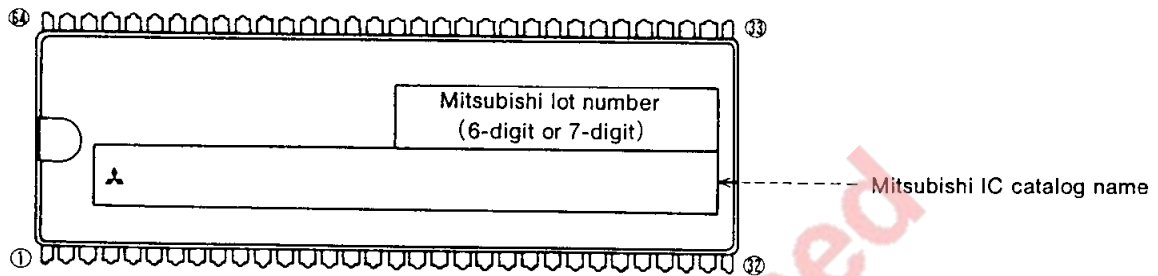 64 33
Mitsubishi lot number
(6-digit or 7-digit)
Mitsubishi IC catalog name
1 32